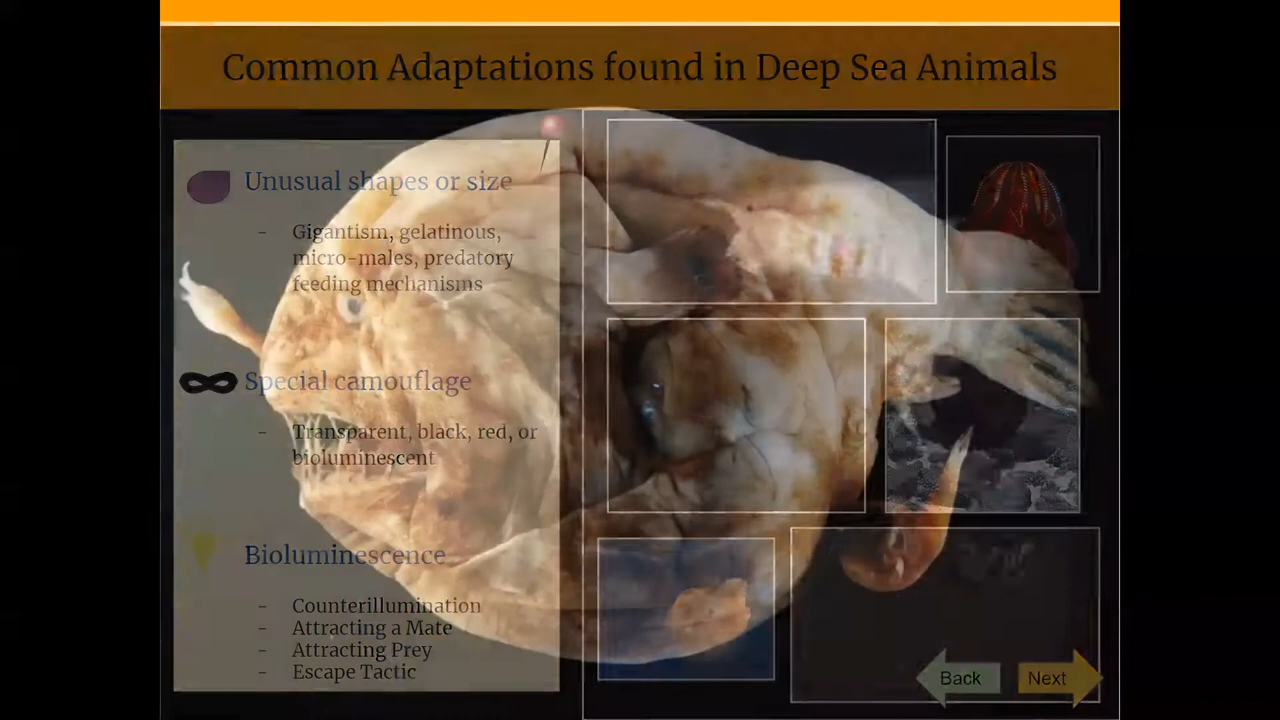 Common Adaptations found in Deep Sea Animals
Unusual shapes or size
- Gigantism, gelatinous,
micro-males, predatory
feeding mechanisms
Special camouflage
- Transparent, black, red, or
bioluminescent
Bioluminescence
- Counterillumination
- Attracting a Mate
- Attracting Prey
- Escape Tactic
Back
Next